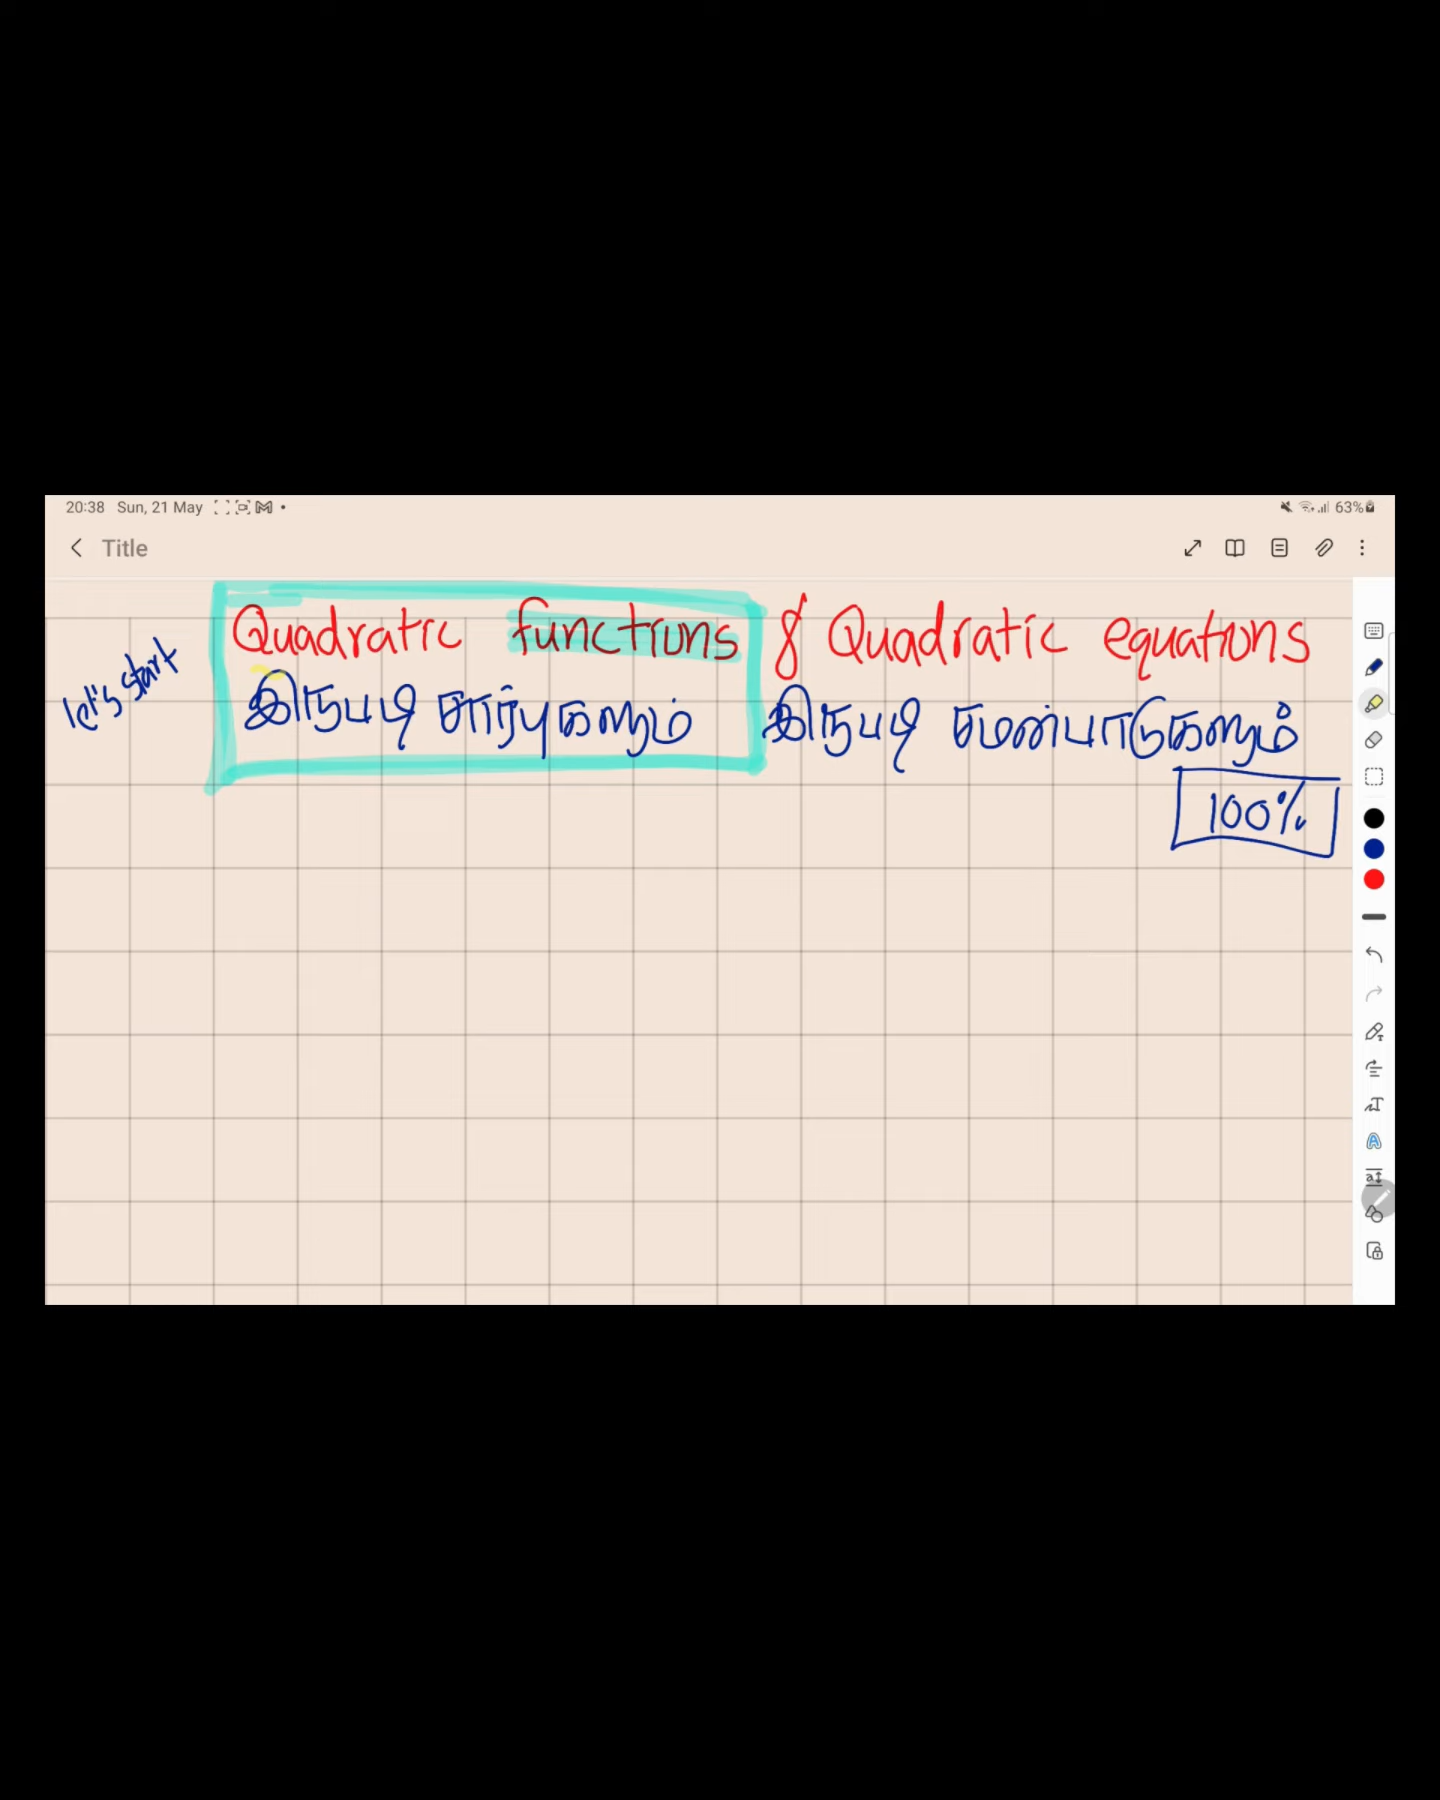 20:38 Sun, 21 May 63%
Title
let's start
Quadratic functions & Quadratic equations
இருபடி சார்புகளும் இருபடி சமன்பாடுகளும்
100%